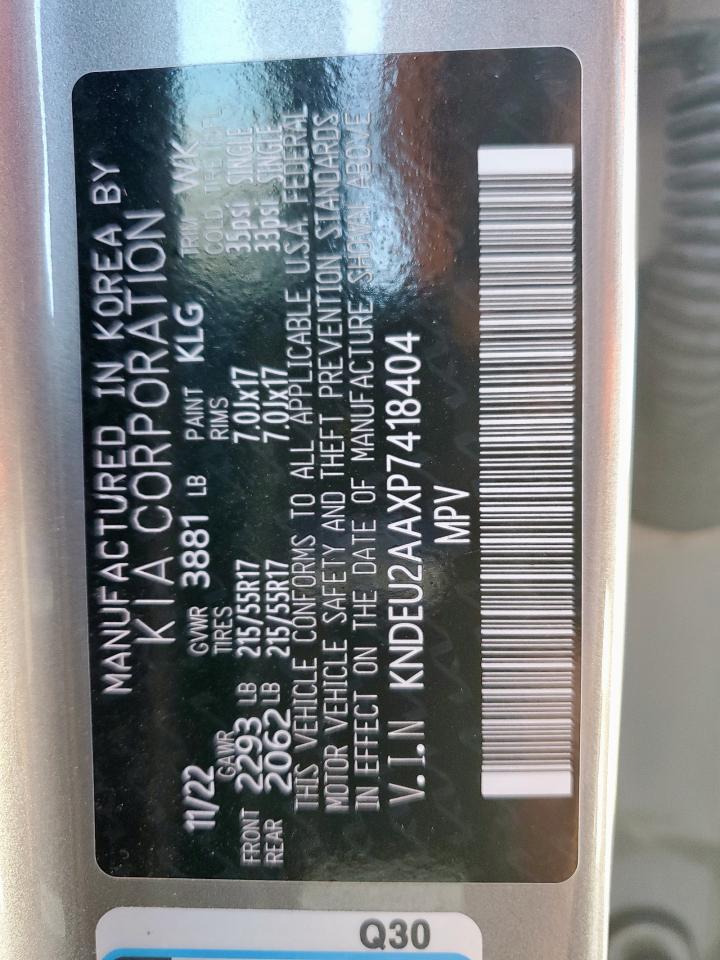 MANUFACTURED IN KOREA BY
KIA CORPORATION
11/22 GVWR 3881 LB PAINT KLG TRIM WK
GAWR TIRES RIMS COLD TIRE INFL
FRONT 2293 LB 215/55R17 7.0Jx17 35psi SINGLE
REAR 2062 LB 215/55R17 7.0Jx17 33psi SINGLE
THIS VEHICLE CONFORMS TO ALL APPLICABLE U.S.A. FEDERAL
MOTOR VEHICLE SAFETY AND THEFT PREVENTION STANDARDS
IN EFFECT ON THE DATE OF MANUFACTURE SHOWN ABOVE
V.I.N KNDEU2AAXP7418404
MPV
Q30